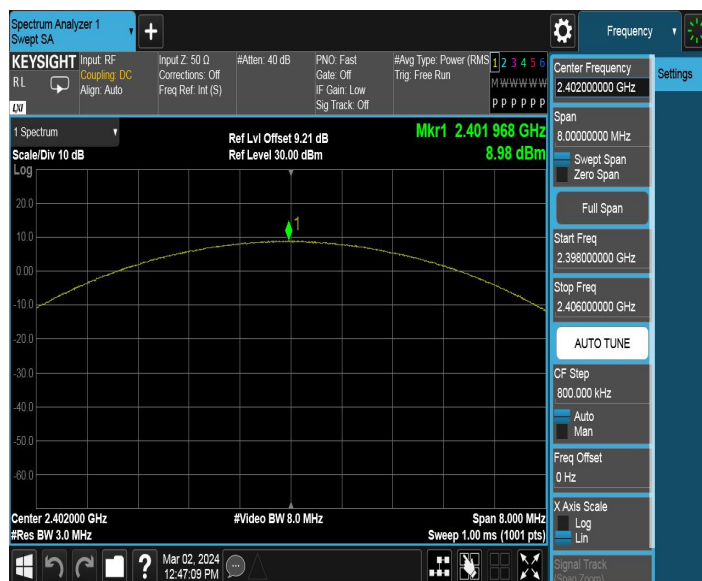 Spectrum Analyzer 1
Swept SA
+
Frequency
KEYSIGHT
RL
LXI
Input: RF
Coupling: DC
Align: Auto
Input Z: 50 Ω
Corrections: Off
Freq Ref: Int (S)
#Atten: 40 dB
PNO: Fast
Gate: Off
IF Gain: Low
Sig Track: Off
#Avg Type: Power (RMS
Trig: Free Run
1 2 3 4 5 6
M W W W W W
P P P P P P
1 Spectrum
Scale/Div 10 dB
Ref Lvl Offset 9.21 dB
Ref Level 30.00 dBm
Mkr1 2.401 968 GHz
8.98 dBm
Log
20.0
10.0
0.00
-10.0
-20.0
-30.0
-40.0
-50.0
-60.0
1
Center 2.402000 GHz
#Res BW 3.0 MHz
#Video BW 8.0 MHz
Span 8.000 MHz
Sweep 1.00 ms (1001 pts)
?
Mar 02, 2024
12:47:09 PM
Center Frequency
2.402000000 GHz
Settings
Span
8.00000000 MHz
Swept Span
Zero Span
Full Span
Start Freq
2.398000000 GHz
Stop Freq
2.406000000 GHz
AUTO TUNE
CF Step
800.000 kHz
Auto
Man
Freq Offset
0 Hz
X Axis Scale
Log
Lin
Signal Track
(Span Zoom)